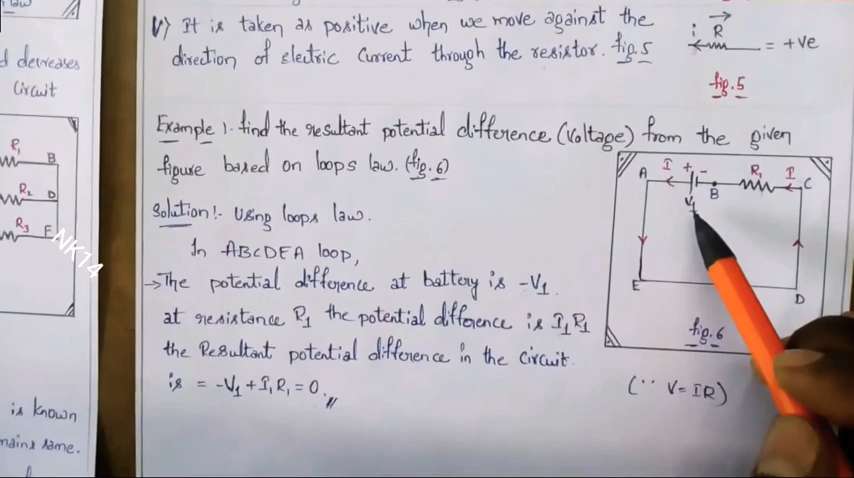 d decreases
Circuit
R1
B
R2
D
R3
F
NK14
is known
mains same.
V) It is taken as positive when we move against the
direction of electric current through the resistor. fig.5
i R
= +ve
fig.5
Example 1. find the resultant potential difference (Voltage) from the given
figure based on loops law. (fig.6)
Solution!- Using loops law.
In ABCDEA loop,
→The potential difference at battery is -V1
at resistance R1 the potential difference is I1R1
the Resultant potential difference in the circuit.
is = -V1 + I1R1 = 0.
A I + - B R1 I C
V1
E D
fig.6
(∵ V=IR)